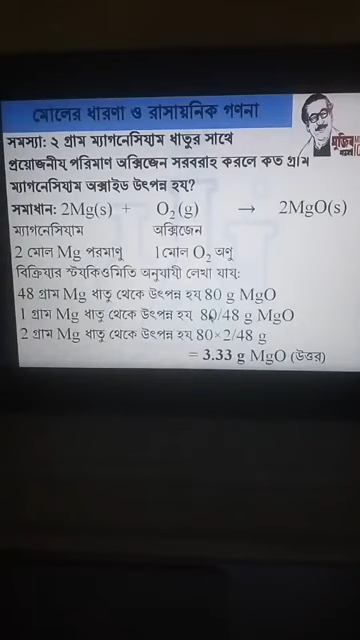 মোলের ধারণা ও রাসায়নিক গণনা
সমস্যা: ২ গ্রাম ম্যাগনেসিয়াম ধাতুর সাথে
প্রয়োজনীয় পরিমাণ অক্সিজেন সরবরাহ করলে কত গ্রাম
ম্যাগনেসিয়াম অক্সাইড উৎপন্ন হয়?
সমাধান: 2Mg(s) + O₂(g) → 2MgO(s)
ম্যাগনেসিয়াম অক্সিজেন
2 মোল Mg পরমাণু 1মোল O₂ অণু
বিক্রিয়ার স্টয়কিওমিতি অনুযায়ী লেখা যায়:
48 গ্রাম Mg ধাতু থেকে উৎপন্ন হয় 80 g MgO
1 গ্রাম Mg ধাতু থেকে উৎপন্ন হয় 80/48 g MgO
2 গ্রাম Mg ধাতু থেকে উৎপন্ন হয় 80×2/48 g
= 3.33 g MgO (উত্তর)
মুজিব